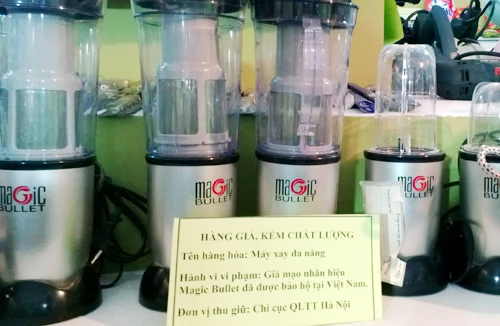 magic
BULLET
magic
BULLET
magic
BULLET
magic
BULLET
magic
BULLET
HÀNG GIẢ, KÉM CHẤT LƯỢNG
Tên hàng hóa: Máy xay đa năng
Hành vi vi phạm: Giả mạo nhãn hiệu
Magic Bullet đã được bảo hộ tại Việt Nam.
Đơn vị thu giữ: Chi cục QLTT Hà Nội